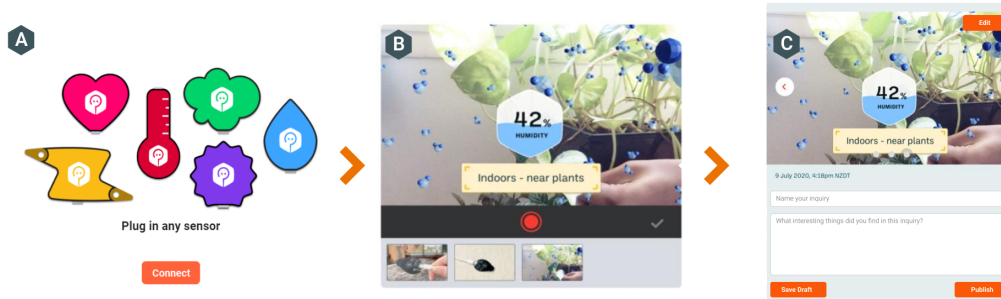 A
Plug in any sensor
Connect
B
42%
HUMIDITY
Indoors - near plants
C
Edit
42%
HUMIDITY
Indoors - near plants
9 July 2020, 4:18pm NZDT
Name your inquiry
What interesting things did you find in this inquiry?
Save Draft
Publish